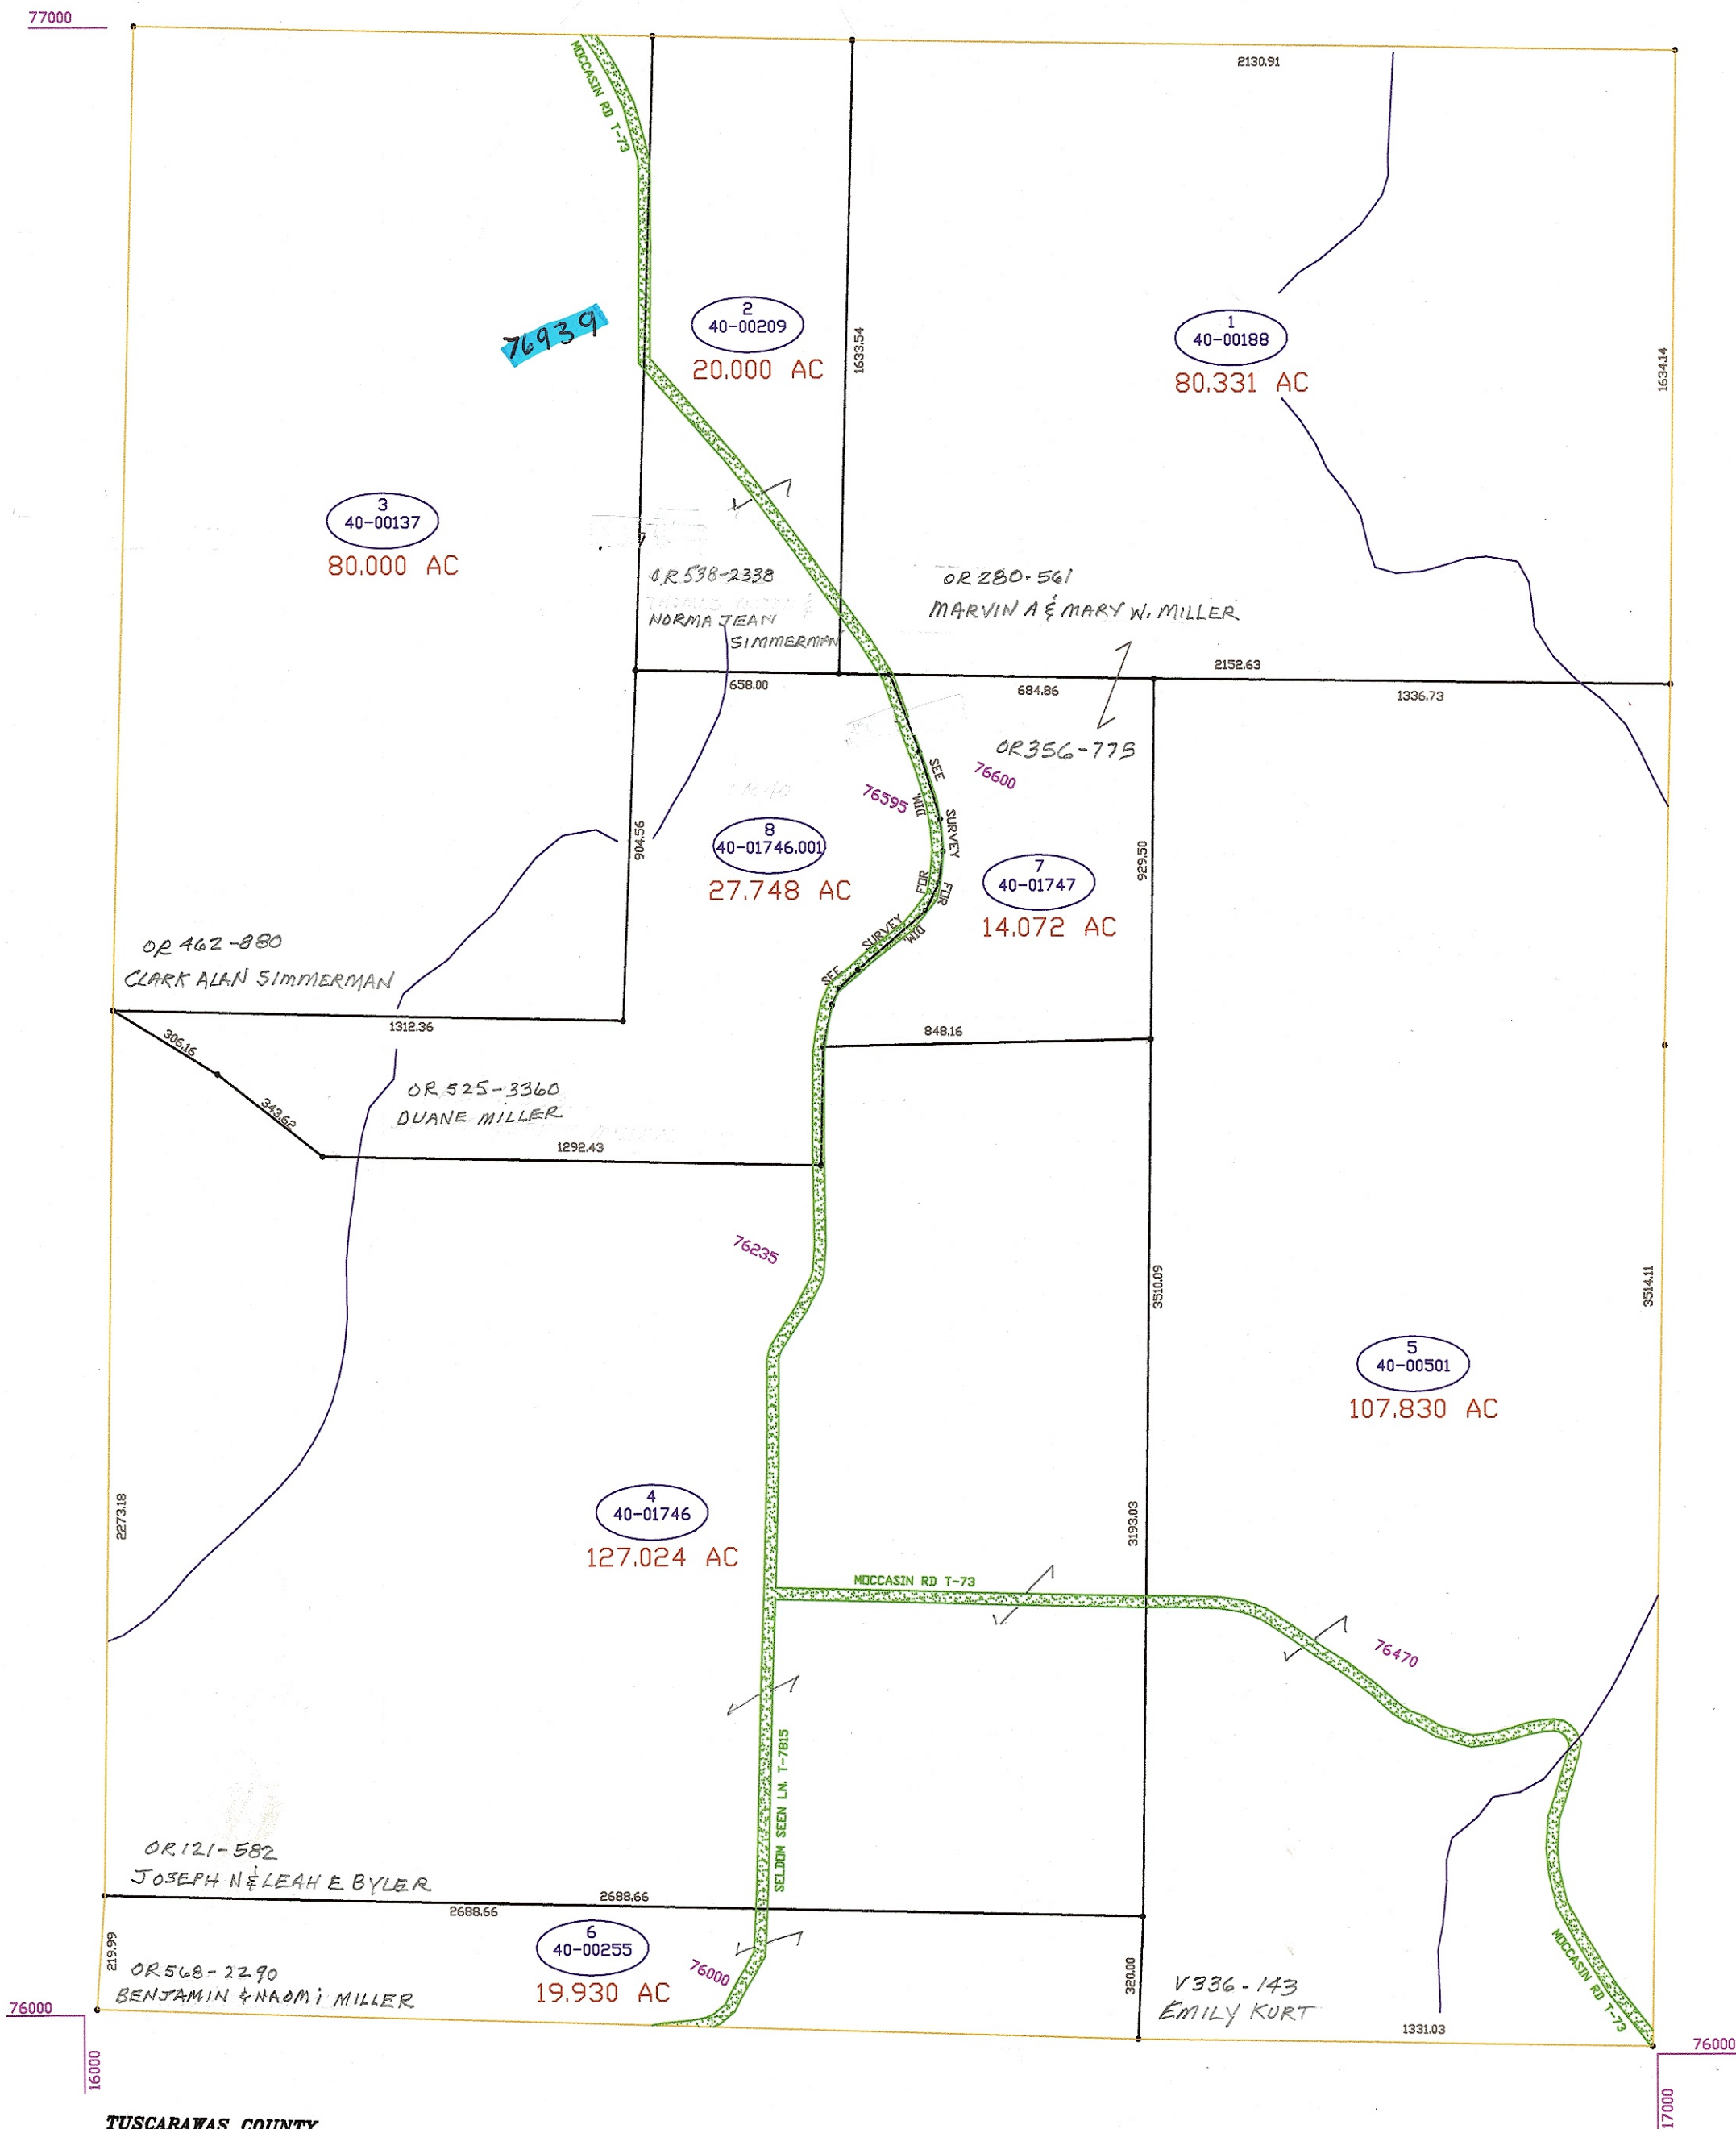 77000
2130.91
MOCCASIN RD T-73
76939
2
40-00209
20.000 AC
1633.54
1
40-00188
80.331 AC
1634.14
3
40-00137
80.000 AC
OR 538-2338
NORMA JEAN
SIMMERMAN
OR 280-561
MARVIN A & MARY W. MILLER
658.00
684.86
2152.63
1336.73
OR 356-775
76595
76600
SEE SURVEY FOR DIM.
SEE SURVEY FOR DIM.
904.56
8
40-01746.001
27.748 AC
7
40-01747
14.072 AC
929.50
OR 462-880
CLARK ALAN SIMMERMAN
1312.36
848.16
306.16
343.62
OR 525-3360
DUANE MILLER
1292.43
76235
3510.09
3514.11
5
40-00501
107.830 AC
2273.18
4
40-01746
127.024 AC
3193.03
MOCCASIN RD T-73
76470
SELDOM SEEN LN. T-7815
OR 121-582
JOSEPH N & LEAH E BYLER
2688.66
2688.66
219.99
6
40-00255
19.930 AC
76000
OR 568-2290
BENJAMIN & NAOMI MILLER
320.00
V336-143
EMILY KURT
1331.03
MOCCASIN RD T-73
76000
16000
76000
17000
TUSCARAWAS COUNTY